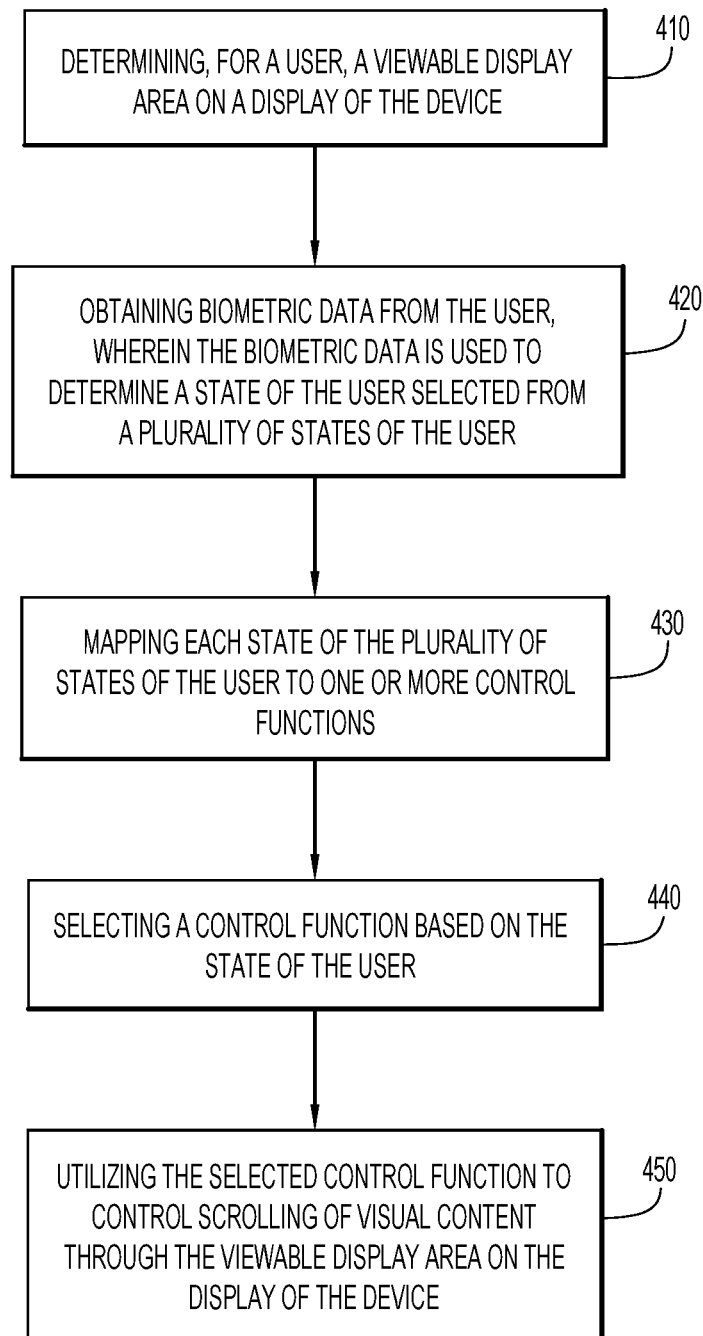 DETERMINING, FOR A USER, A VIEWABLE DISPLAY
AREA ON A DISPLAY OF THE DEVICE
410
OBTAINING BIOMETRIC DATA FROM THE USER,
WHEREIN THE BIOMETRIC DATA IS USED TO
DETERMINE A STATE OF THE USER SELECTED FROM
A PLURALITY OF STATES OF THE USER
420
MAPPING EACH STATE OF THE PLURALITY OF
STATES OF THE USER TO ONE OR MORE CONTROL
FUNCTIONS
430
SELECTING A CONTROL FUNCTION BASED ON THE
STATE OF THE USER
440
UTILIZING THE SELECTED CONTROL FUNCTION TO
CONTROL SCROLLING OF VISUAL CONTENT
THROUGH THE VIEWABLE DISPLAY AREA ON THE
DISPLAY OF THE DEVICE
450